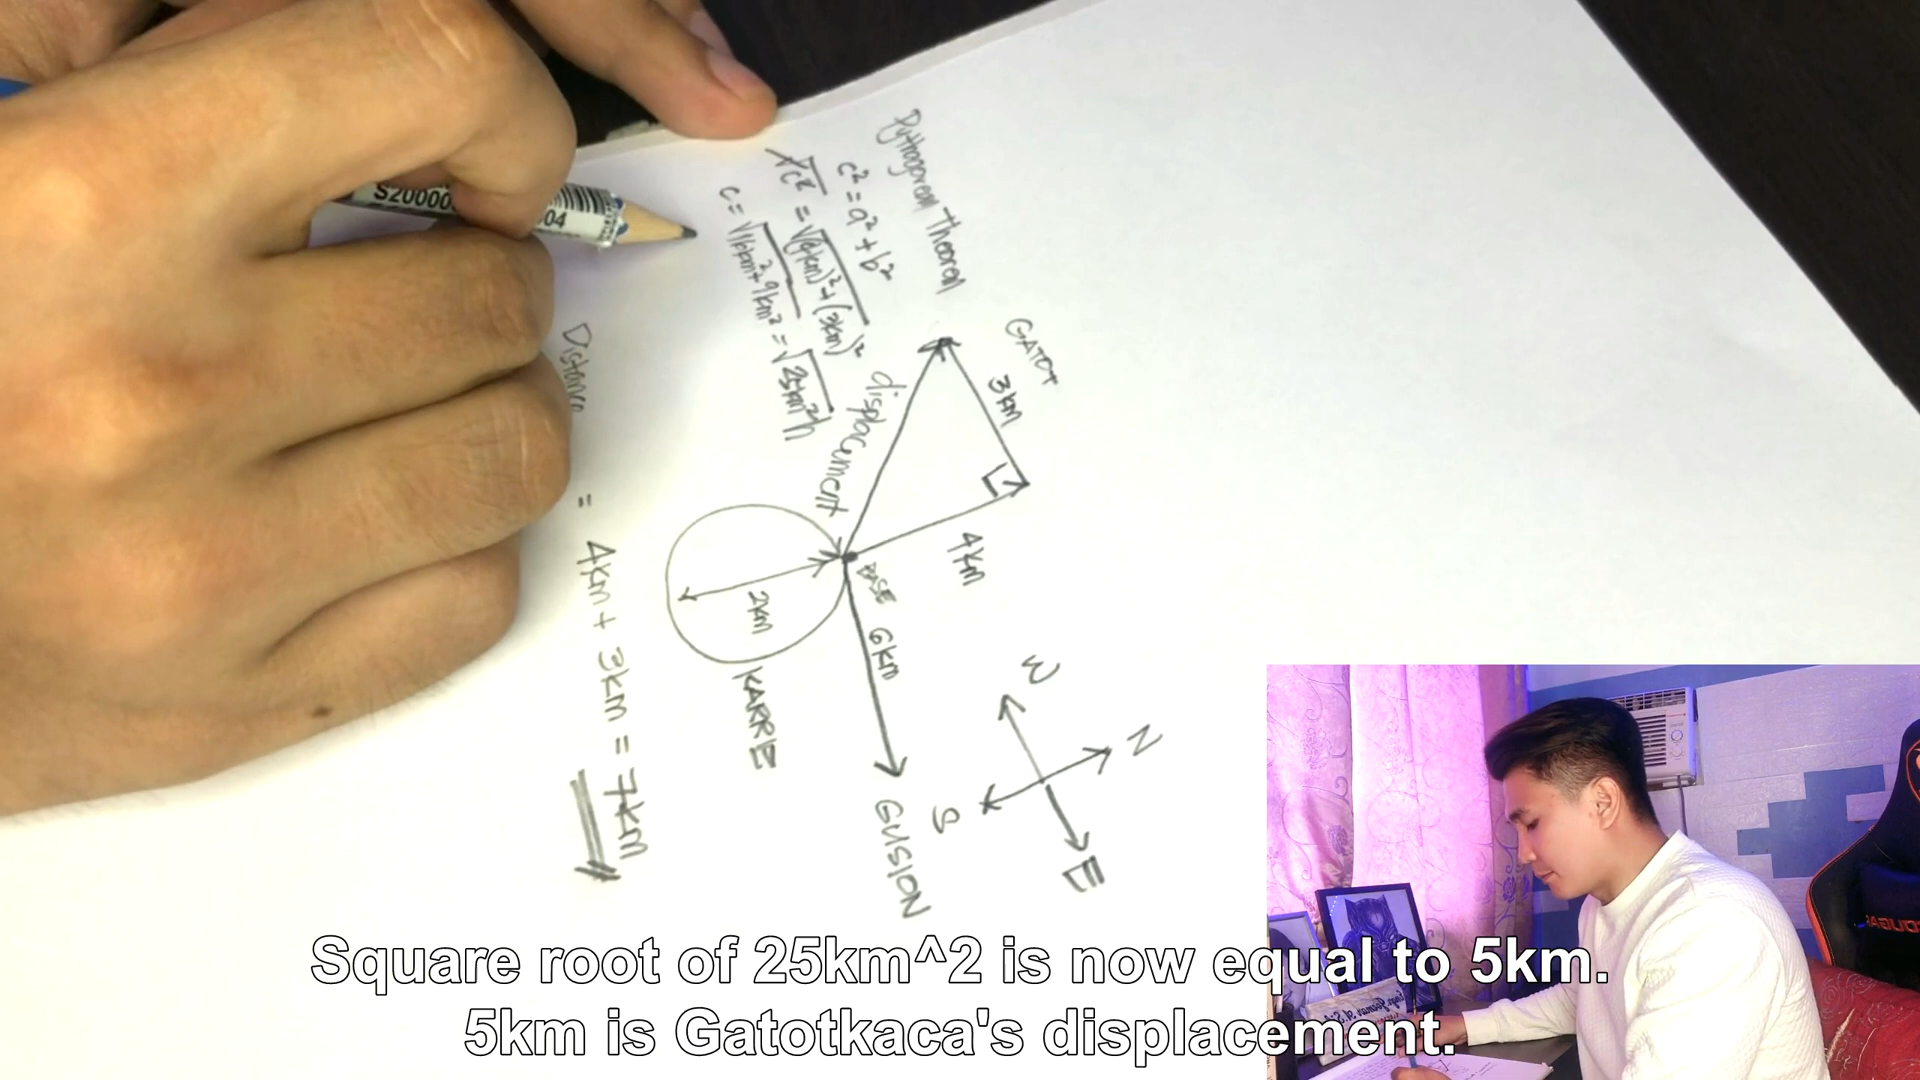 S20000
04
Pythagorem Theorem
c² = a² + b²
√c² = √(4km)²+(3km)²
c = √16km²+9km² = √25km²
GATOT
3km
displacement
4km
BASE
6km
2km
KARRIE
GUSION
W
N
S
E
Distance = 4km + 3km = 7km
Square root of 25km^2 is now equal to 5km.
5km is Gatotkaca's displacement.